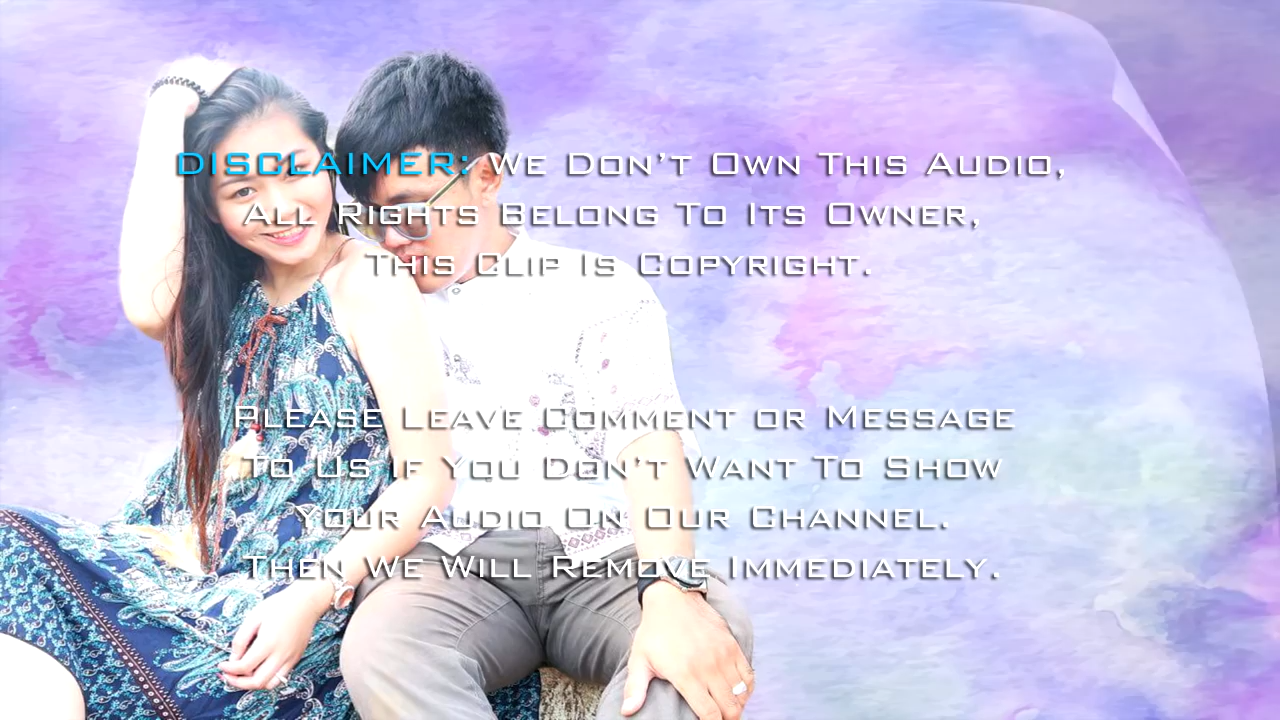 DISCLAIMER: We Don't Own This Audio,
All Rights Belong To Its Owner,
This Clip Is Copyright.
Please Leave Comment or Message
To Us if You Don't Want To Show
Your Audio On Our Channel.
Then We Will Remove Immediately.